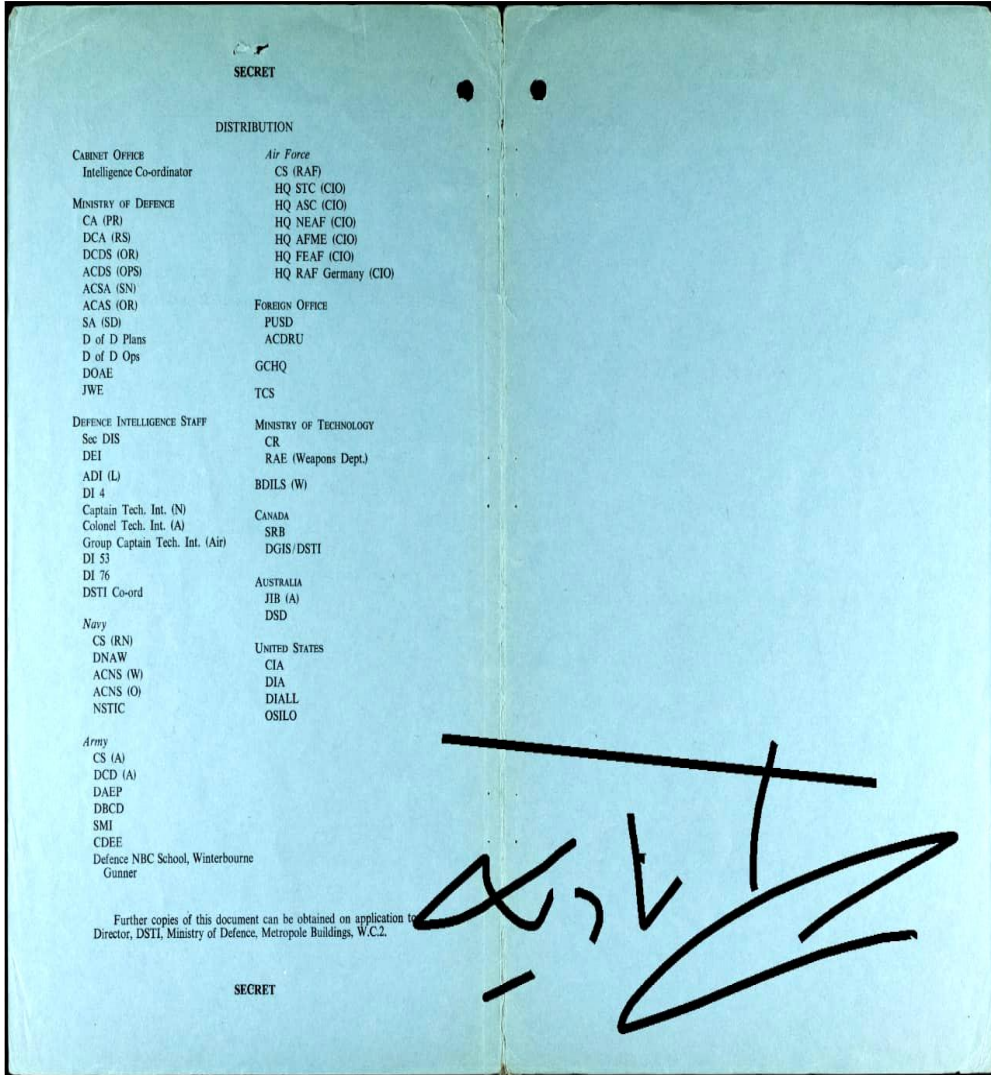 SECRET
DISTRIBUTION
CABINET OFFICE
Intelligence Co-ordinator
MINISTRY OF DEFENCE
CA (PR)
DCA (RS)
DCDS (OR)
ACDS (OPS)
ACSA (SN)
ACAS (OR)
SA (SD)
D of D Plans
D of D Ops
DOAE
JWE
DEFENCE INTELLIGENCE STAFF
Sec DIS
DEI
ADI (L)
DI 4
Captain Tech. Int. (N)
Colonel Tech. Int. (A)
Group Captain Tech. Int. (Air)
DI 53
DI 76
DSTI Co-ord
Navy
CS (RN)
DNAW
ACNS (W)
ACNS (O)
NSTIC
Army
CS (A)
DCD (A)
DAEP
DBCD
SMI
CDEE
Defence NBC School, Winterbourne
Gunner
Air Force
CS (RAF)
HQ STC (CIO)
HQ ASC (CIO)
HQ NEAF (CIO)
HQ AFME (CIO)
HQ FEAF (CIO)
HQ RAF Germany (CIO)
FOREIGN OFFICE
PUSD
ACDRU
GCHQ
TCS
MINISTRY OF TECHNOLOGY
CR
RAE (Weapons Dept.)
BDILS (W)
CANADA
SRB
DGIS/DSTI
AUSTRALIA
JIB (A)
DSD
UNITED STATES
CIA
DIA
DIALL
OSILO
Further copies of this document can be obtained on application to
Director, DSTI, Ministry of Defence, Metropole Buildings, W.C.2.
SECRET